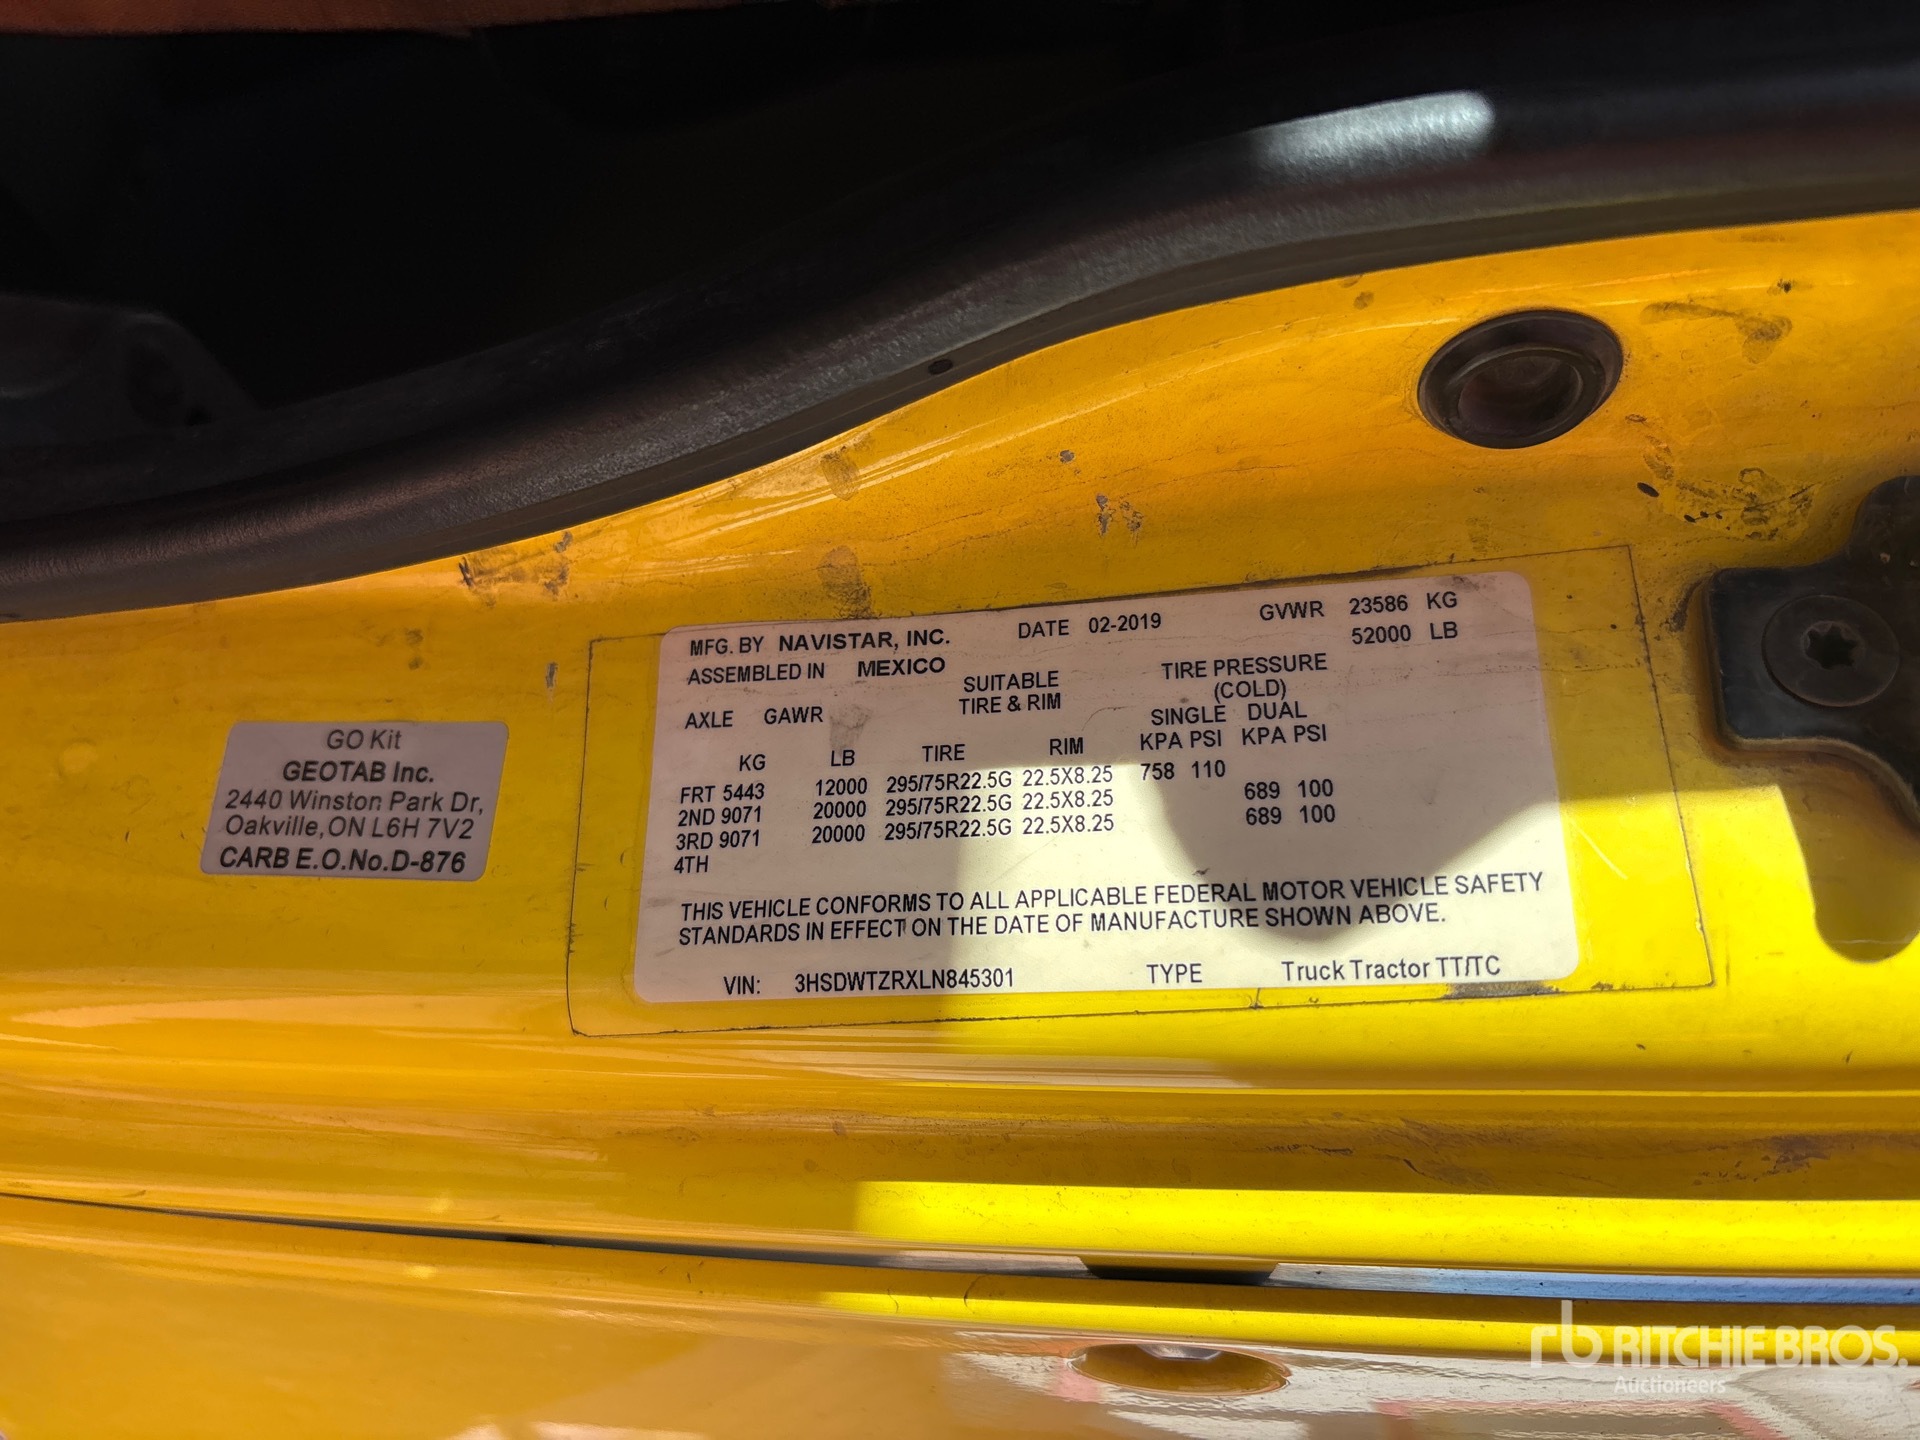 MFG. BY NAVISTAR, INC. DATE 02-2019 GVWR 23586 KG
52000 LB
ASSEMBLED IN MEXICO
SUITABLE TIRE PRESSURE
TIRE & RIM (COLD)
AXLE GAWR SINGLE DUAL
KG LB TIRE RIM KPA PSI KPA PSI
FRT 5443 12000 295/75R22.5G 22.5X8.25 758 110
2ND 9071 20000 295/75R22.5G 22.5X8.25 689 100
3RD 9071 20000 295/75R22.5G 22.5X8.25 689 100
4TH
THIS VEHICLE CONFORMS TO ALL APPLICABLE FEDERAL MOTOR VEHICLE SAFETY
STANDARDS IN EFFECT ON THE DATE OF MANUFACTURE SHOWN ABOVE.
VIN: 3HSDWTZRXLN845301 TYPE Truck Tractor TT/TC
GO Kit
GEOTAB Inc.
2440 Winston Park Dr,
Oakville,ON L6H 7V2
CARB E.O.No.D-876
rb RITCHIE BROS.
Auctioneers